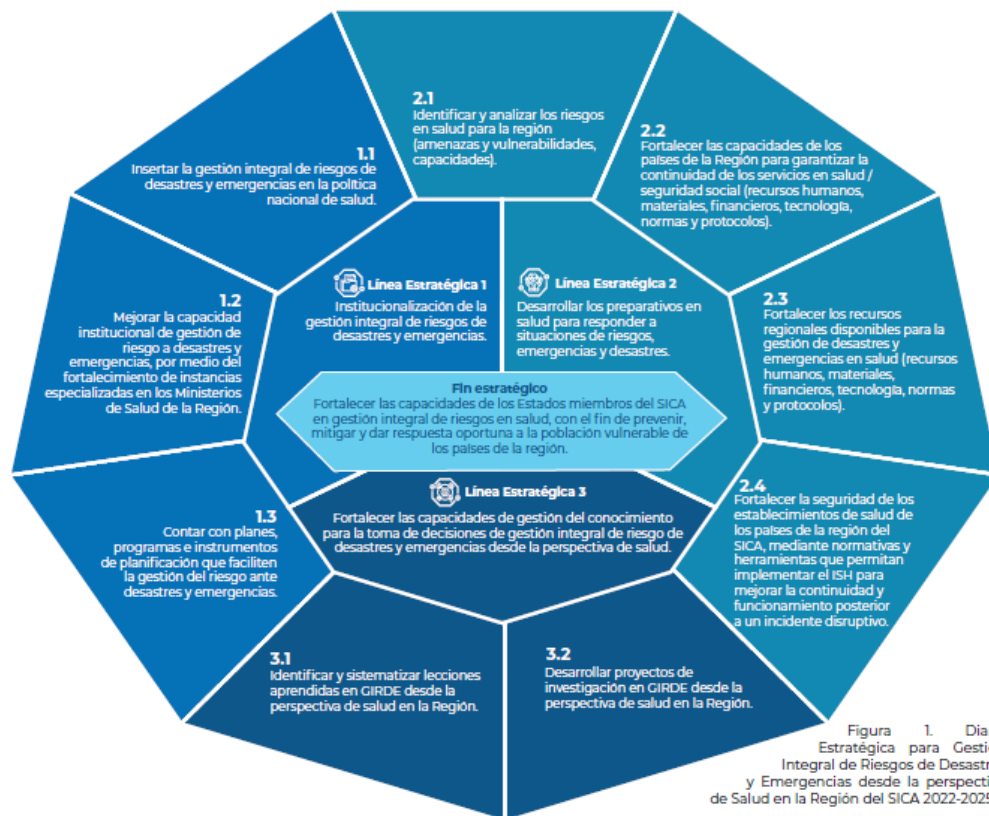 1.1
Insertar la gestión integral de riesgos de
desastres y emergencias en la política
nacional de salud.
1.2
Mejorar la capacidad
institucional de gestión de
riesgo a desastres y
emergencias, por medio del
fortalecimiento de instancias
especializadas en los Ministerios
de Salud de la Región.
1.3
Contar con planes,
programas e instrumentos
de planificación que faciliten
la gestión del riesgo ante
desastres y emergencias.
2.1
Identificar y analizar los riesgos
en salud para la región
(amenazas y vulnerabilidades,
capacidades).
2.2
Fortalecer las capacidades de los
países de la Región para garantizar la
continuidad de los servicios en salud /
seguridad social (recursos humanos,
materiales, financieros, tecnología,
normas y protocolos).
2.3
Fortalecer los recursos
regionales disponibles para la
gestión de desastres y
emergencias en salud (recursos
humanos, materiales,
financieros, tecnología, normas
y protocolos).
2.4
Fortalecer la seguridad de los
establecimientos de salud de
los países de la región del
SICA, mediante normativas y
herramientas que permitan
implementar el ISH para
mejorar la continuidad y
funcionamiento posterior
a un incidente disruptivo.
Línea Estratégica 1
Institucionalización de la
gestión integral de riesgos de
desastres y emergencias.
Línea Estratégica 2
Desarrollar los preparativos en
salud para responder a
situaciones de riesgos,
emergencias y desastres.
Fin estratégico
Fortalecer las capacidades de los Estados miembros del SICA
en gestión integral de riesgos en salud, con el fin de prevenir,
mitigar y dar respuesta oportuna a la población vulnerable de
los países de la región.
Línea Estratégica 3
Fortalecer las capacidades de gestión del conocimiento
para la toma de decisiones de gestión integral de riesgo de
desastres y emergencias desde la perspectiva de salud.
3.1
Identificar y sistematizar lecciones
aprendidas en GIRDE desde la
perspectiva de salud en la Región.
3.2
Desarrollar proyectos de
investigación en GIRDE desde la
perspectiva de salud en la Región.
Figura 1. Dia
Estratégica para Gesti
Integral de Riesgos de Desastr
y Emergencias desde la perspecti
de Salud en la Región del SICA 2022-2025